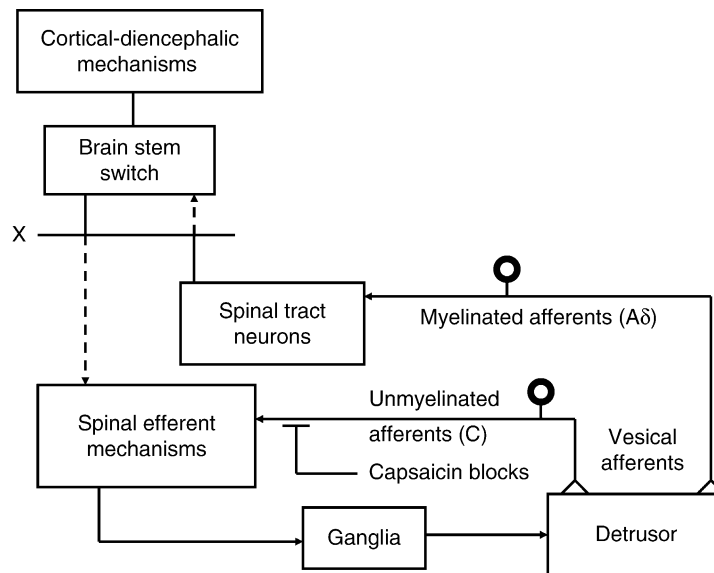 Cortical-diencephalic
mechanisms
Brain stem
switch
X
Spinal tract
neurons
Myelinated afferents (Aδ)
Spinal efferent
mechanisms
Unmyelinated
afferents (C)
Capsaicin blocks
Vesical
afferents
Ganglia
Detrusor